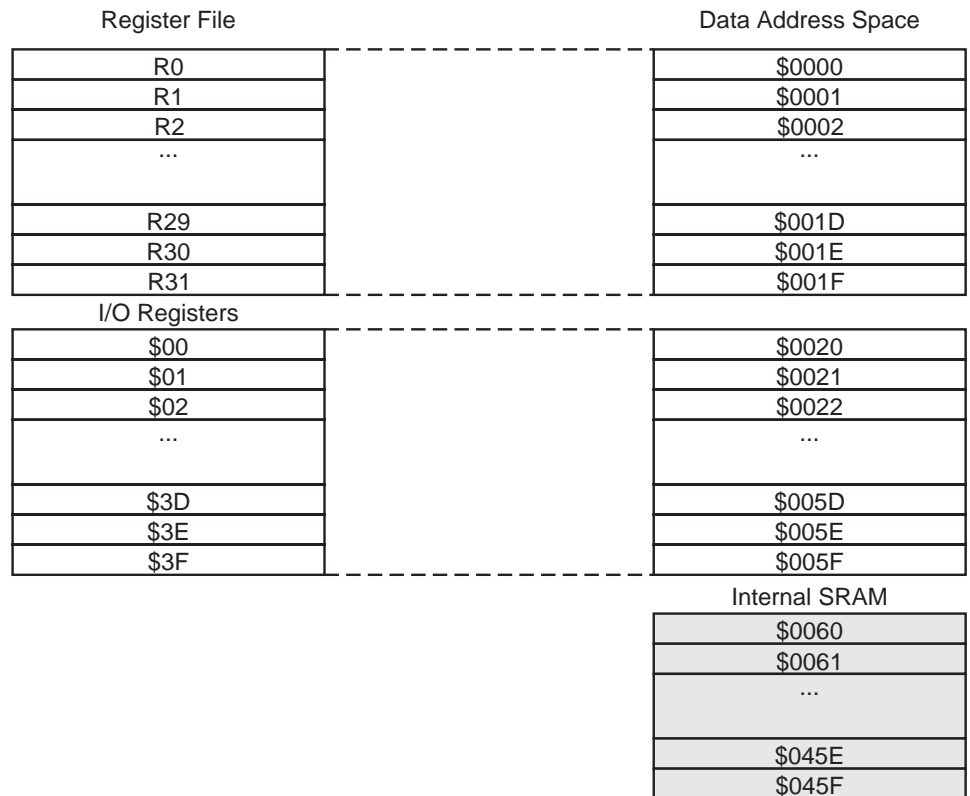 Register File Data Address Space
R0 $0000
R1 $0001
R2 $0002
... ...
R29 $001D
R30 $001E
R31 $001F
I/O Registers
$00 $0020
$01 $0021
$02 $0022
... ...
$3D $005D
$3E $005E
$3F $005F
Internal SRAM
$0060
$0061
...
$045E
$045F